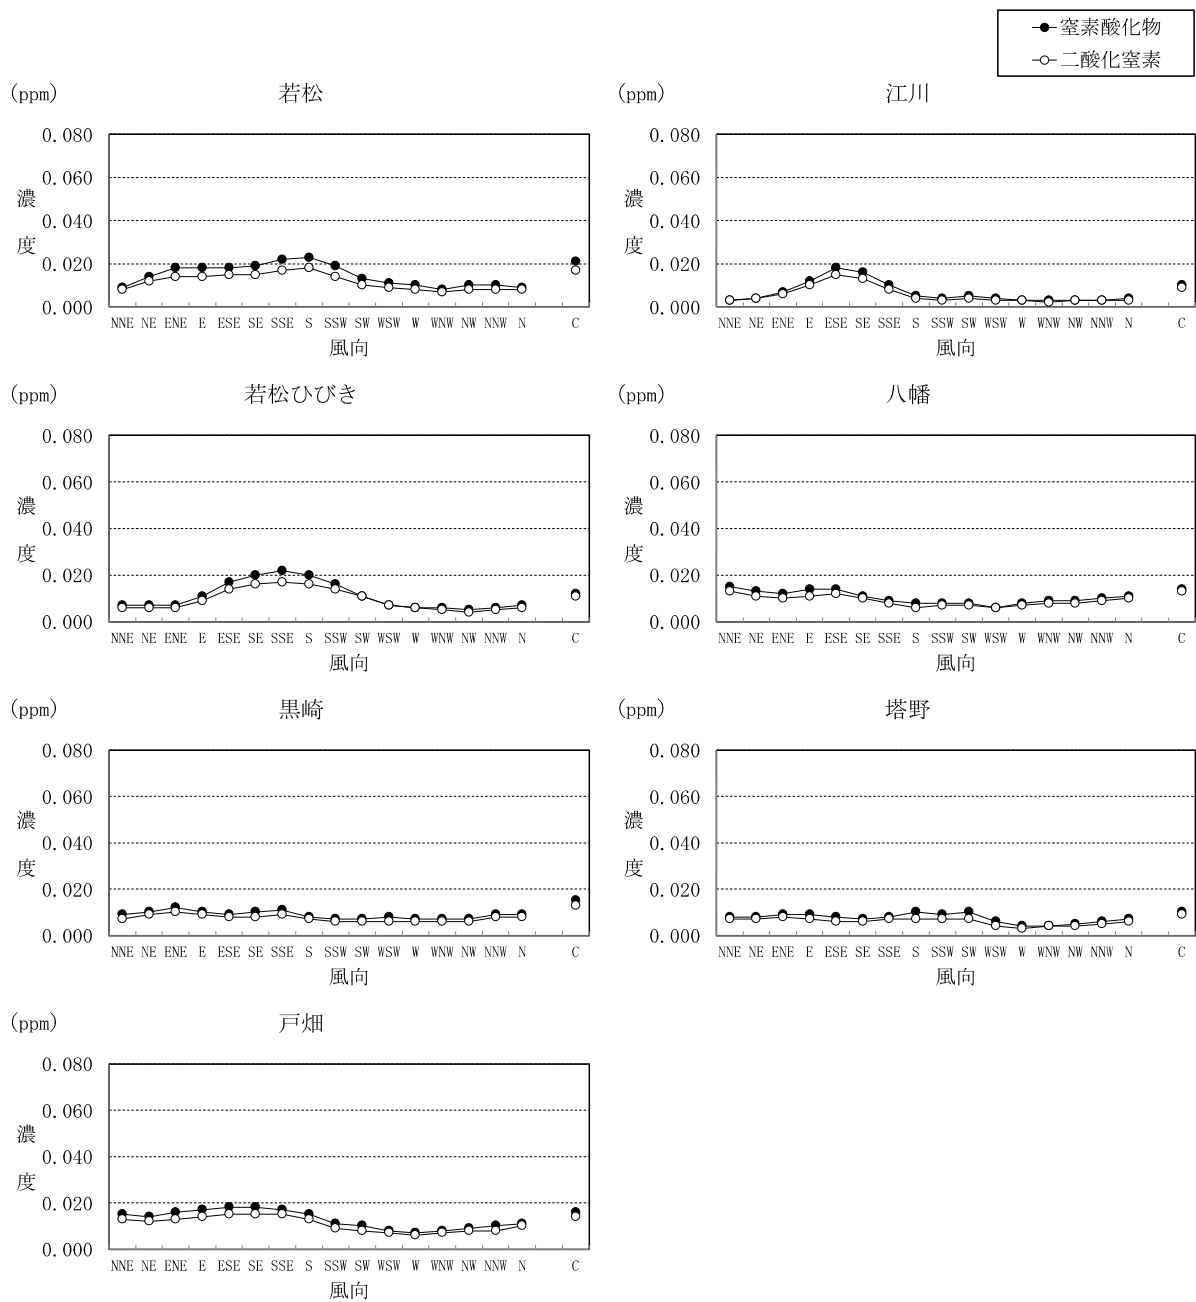 窒素酸化物
二酸化窒素
(ppm) 若松
0.080
0.060
0.040
0.020
0.000
濃度
NNE NE ENE E ESE SE SSE S SSW SW WSW W WNW NW NNW N C
風向
(ppm) 江川
0.080
0.060
0.040
0.020
0.000
濃度
NNE NE ENE E ESE SE SSE S SSW SW WSW W WNW NW NNW N C
風向
(ppm) 若松ひびき
0.080
0.060
0.040
0.020
0.000
濃度
NNE NE ENE E ESE SE SSE S SSW SW WSW W WNW NW NNW N C
風向
(ppm) 八幡
0.080
0.060
0.040
0.020
0.000
濃度
NNE NE ENE E ESE SE SSE S SSW SW WSW W WNW NW NNW N C
風向
(ppm) 黒崎
0.080
0.060
0.040
0.020
0.000
濃度
NNE NE ENE E ESE SE SSE S SSW SW WSW W WNW NW NNW N C
風向
(ppm) 塔野
0.080
0.060
0.040
0.020
0.000
濃度
NNE NE ENE E ESE SE SSE S SSW SW WSW W WNW NW NNW N C
風向
(ppm) 戸畑
0.080
0.060
0.040
0.020
0.000
濃度
NNE NE ENE E ESE SE SSE S SSW SW WSW W WNW NW NNW N C
風向